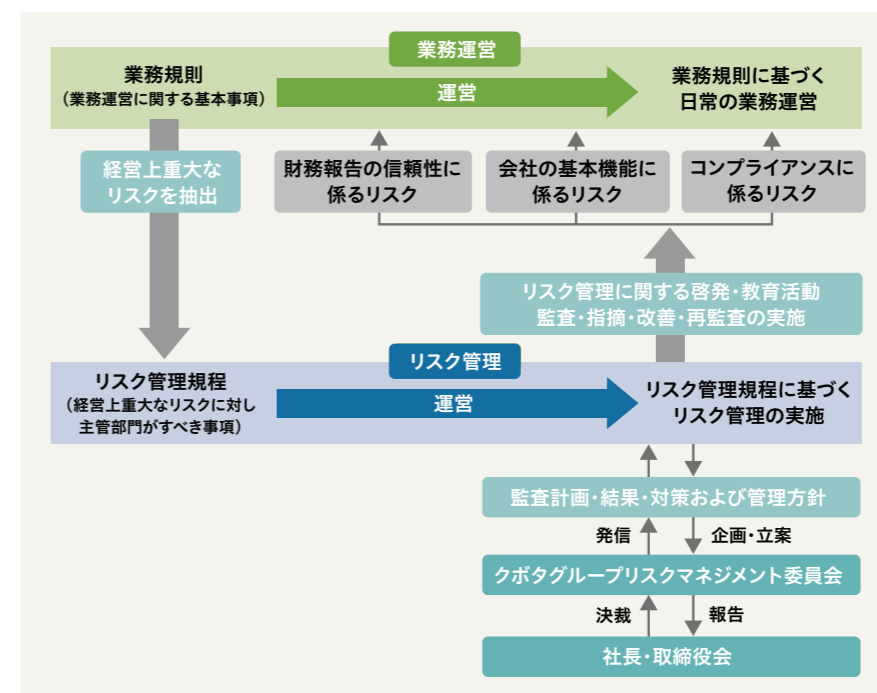 業務運営
業務規則
（業務運営に関する基本事項）
運営
業務規則に基づく
日常の業務運営
経営上重大な
リスクを抽出
財務報告の信頼性に
係るリスク
会社の基本機能に
係るリスク
コンプライアンスに
係るリスク
リスク管理に関する啓発・教育活動
監査・指摘・改善・再監査の実施
リスク管理
リスク管理規程
（経営上重大なリスクに対し
主管部門がすべき事項）
運営
リスク管理規程に基づく
リスク管理の実施
監査計画・結果・対策および管理方針
発信
企画・立案
クボタグループリスクマネジメント委員会
決裁
報告
社長・取締役会